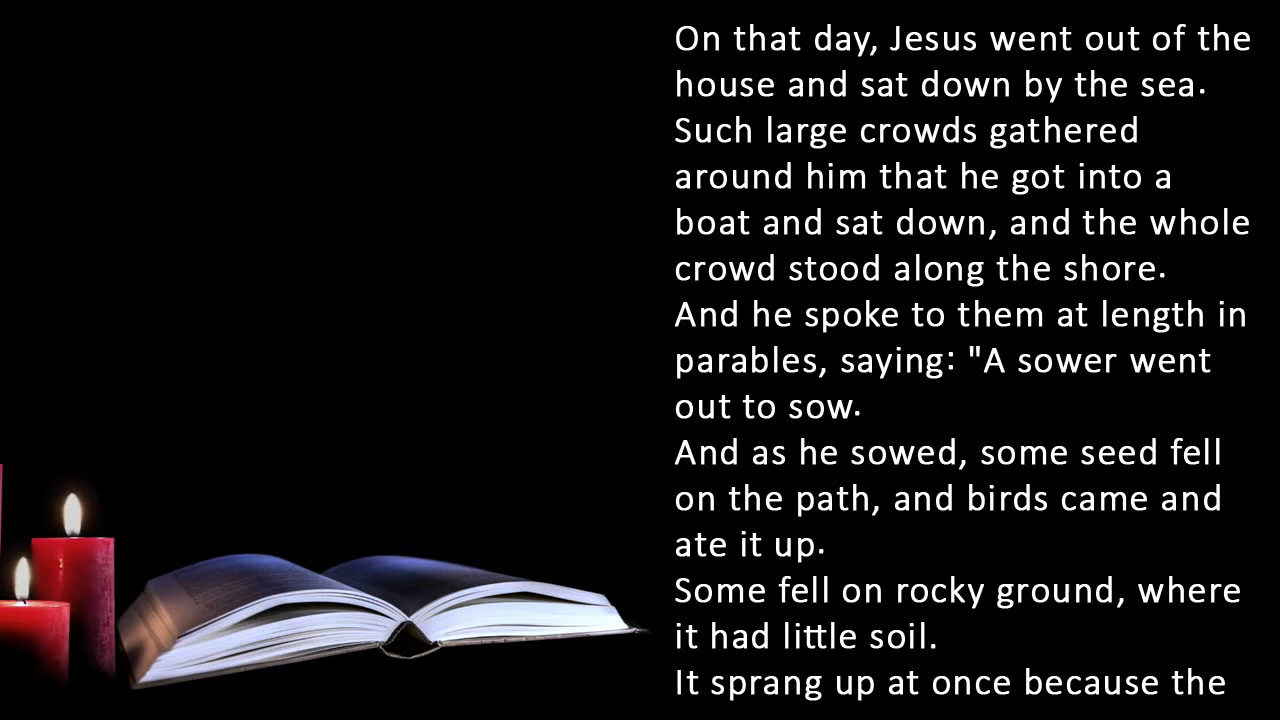 On that day, Jesus went out of the
house and sat down by the sea.
Such large crowds gathered
around him that he got into a
boat and sat down, and the whole
crowd stood along the shore.
And he spoke to them at length in
parables, saying: "A sower went
out to sow.
And as he sowed, some seed fell
on the path, and birds came and
ate it up.
Some fell on rocky ground, where
it had little soil.
It sprang up at once because the